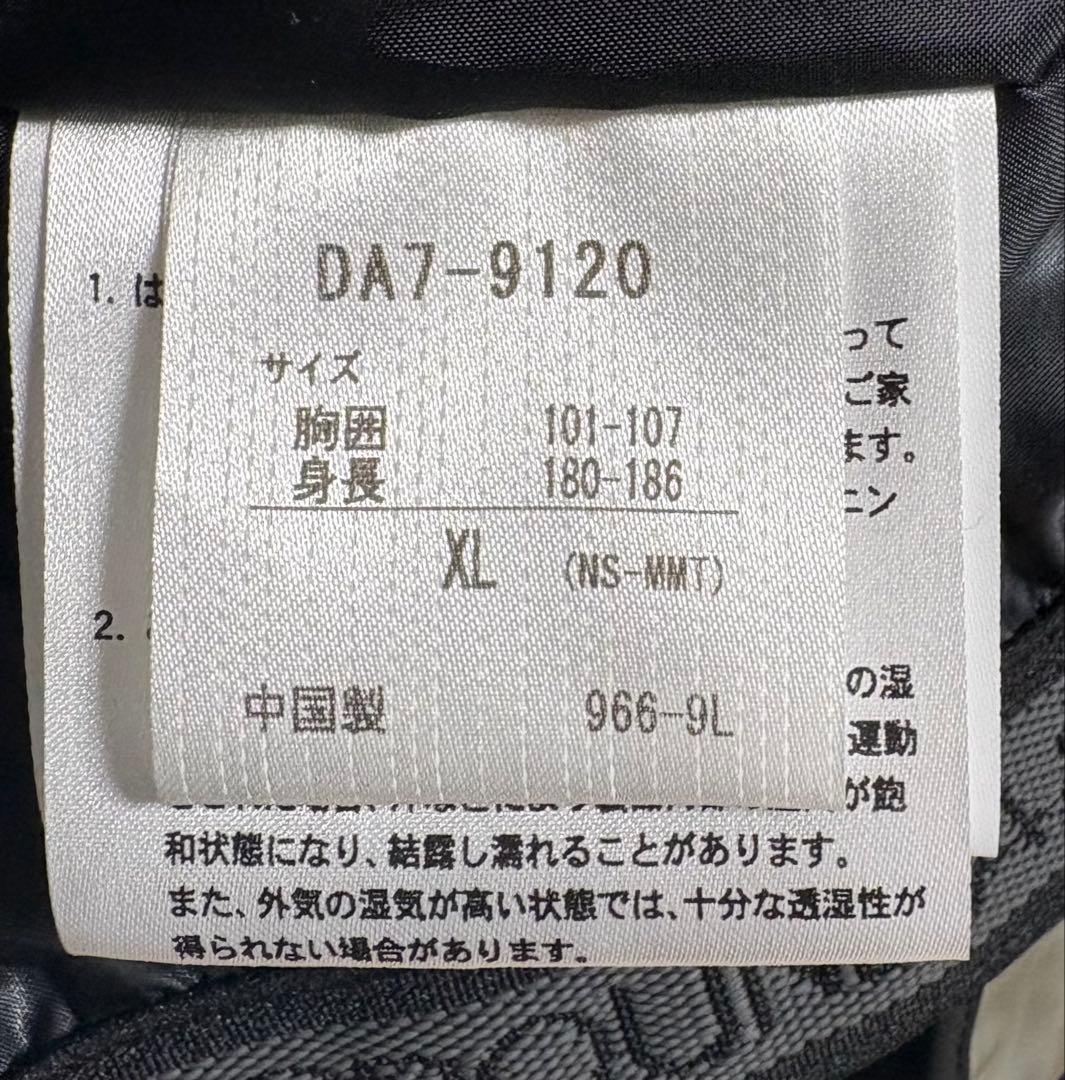 DA7-9120
サイズ
胸囲 101-107
身長 180-186
XL (NS-MMT)
中国製 966-9L
1. は
って
ご家
ます。
ニン
2.
の湿
運動
が飽
和状態になり、結露し濡れることがあります。
また、外気の湿気が高い状態では、十分な透湿性が
得られない場合があります。